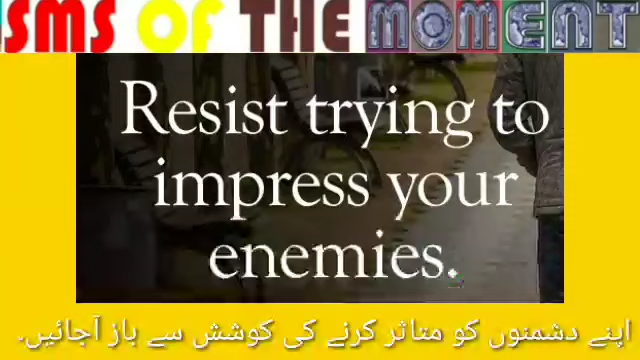 SMS OF THE MOMENT
Resist trying to
impress your
enemies.
اپنے دشمنوں کو متاثر کرنے کی کوشش سے باز آجائیں۔